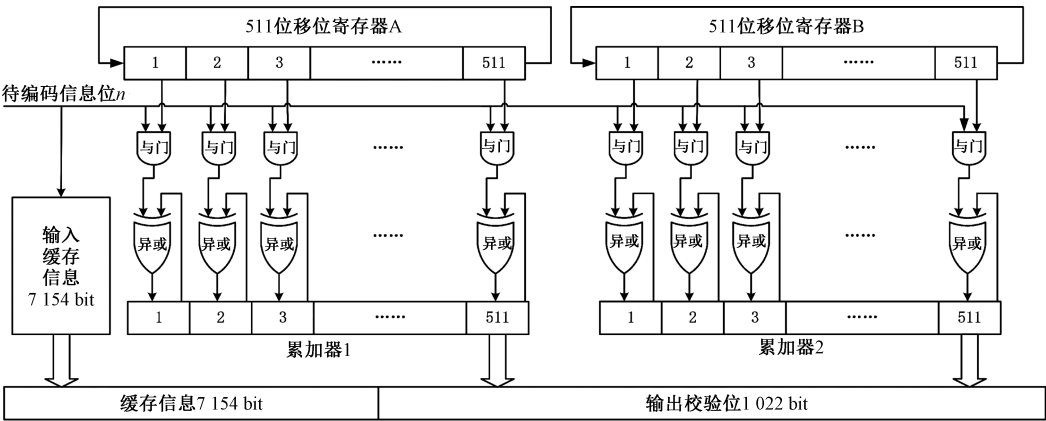 511位移位寄存器A
511位移位寄存器B
1 2 3 …… 511
1 2 3 …… 511
待编码信息位n
与门 与门 与门 …… 与门
与门 与门 与门 …… 与门
异或 异或 异或 …… 异或
异或 异或 异或 …… 异或
输入
缓存
信息
7 154 bit
1 2 3 …… 511
1 2 3 …… 511
累加器1
累加器2
缓存信息7 154 bit
输出校验位1 022 bit